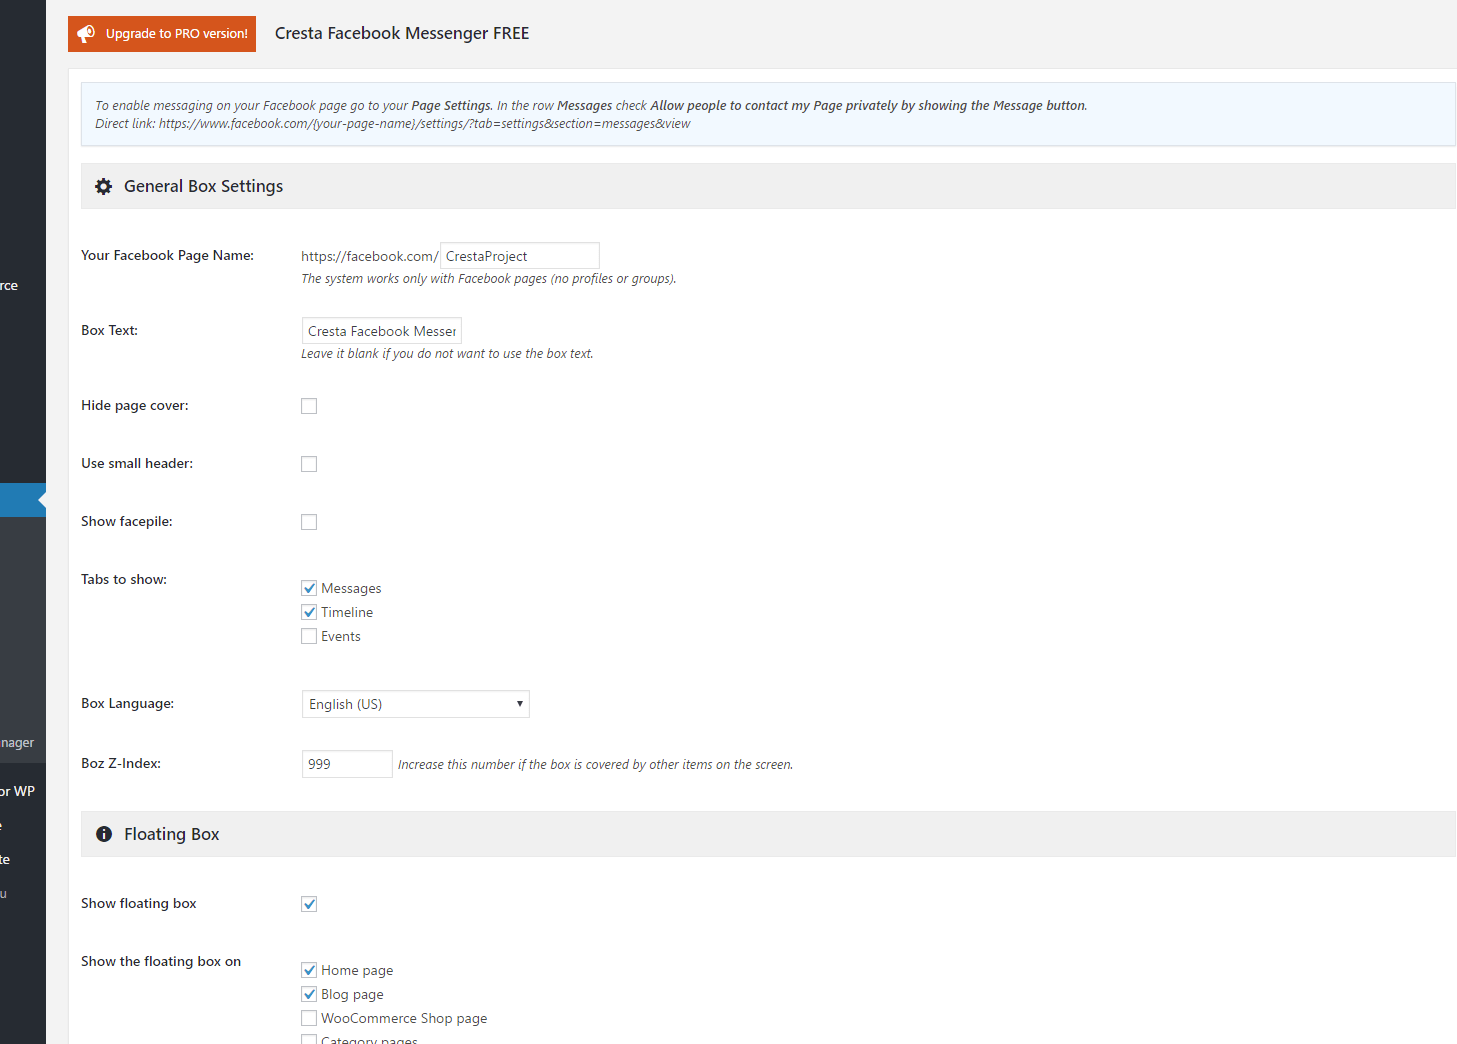 Upgrade to PRO version!
Cresta Facebook Messenger FREE
To enable messaging on your Facebook page go to your Page Settings. In the row Messages check Allow people to contact my Page privately by showing the Message button.
Direct link: https://www.facebook.com/{your-page-name}/settings/?tab=settings&section=messages&view
General Box Settings
Your Facebook Page Name:
https://facebook.com/ CrestaProject
The system works only with Facebook pages (no profiles or groups).
rce
Box Text:
Cresta Facebook Messer
Leave it blank if you do not want to use the box text.
Hide page cover:
Use small header:
Show facepile:
Tabs to show:
Messages
Timeline
Events
Box Language:
English (US)
nager
Boz Z-Index:
999
Increase this number if the box is covered by other items on the screen.
or WP
Floating Box
e
te
u
Show floating box
Show the floating box on
Home page
Blog page
WooCommerce Shop page
Category pages